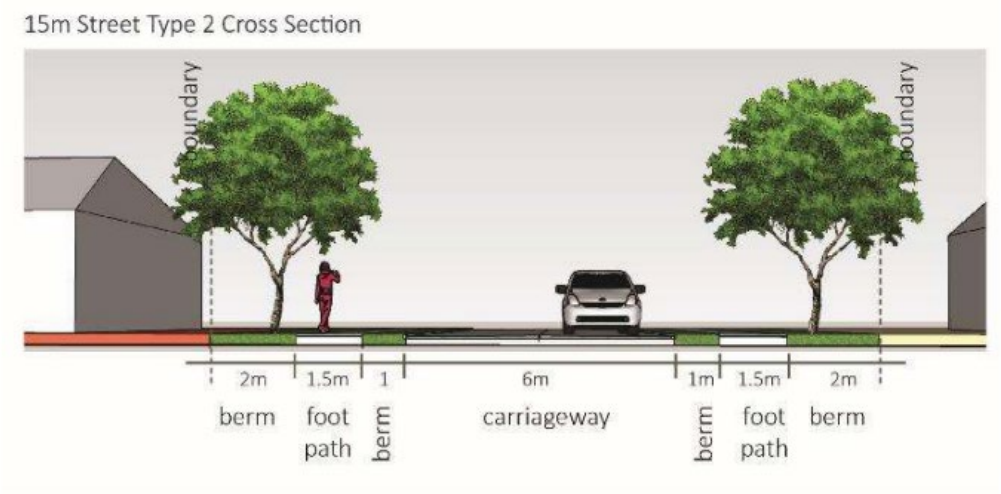 15m Street Type 2 Cross Section
boundary
boundary
2m
1.5m
1
6m
1m
1.5m
2m
berm
foot
path
berm
carriageway
berm
foot
path
berm